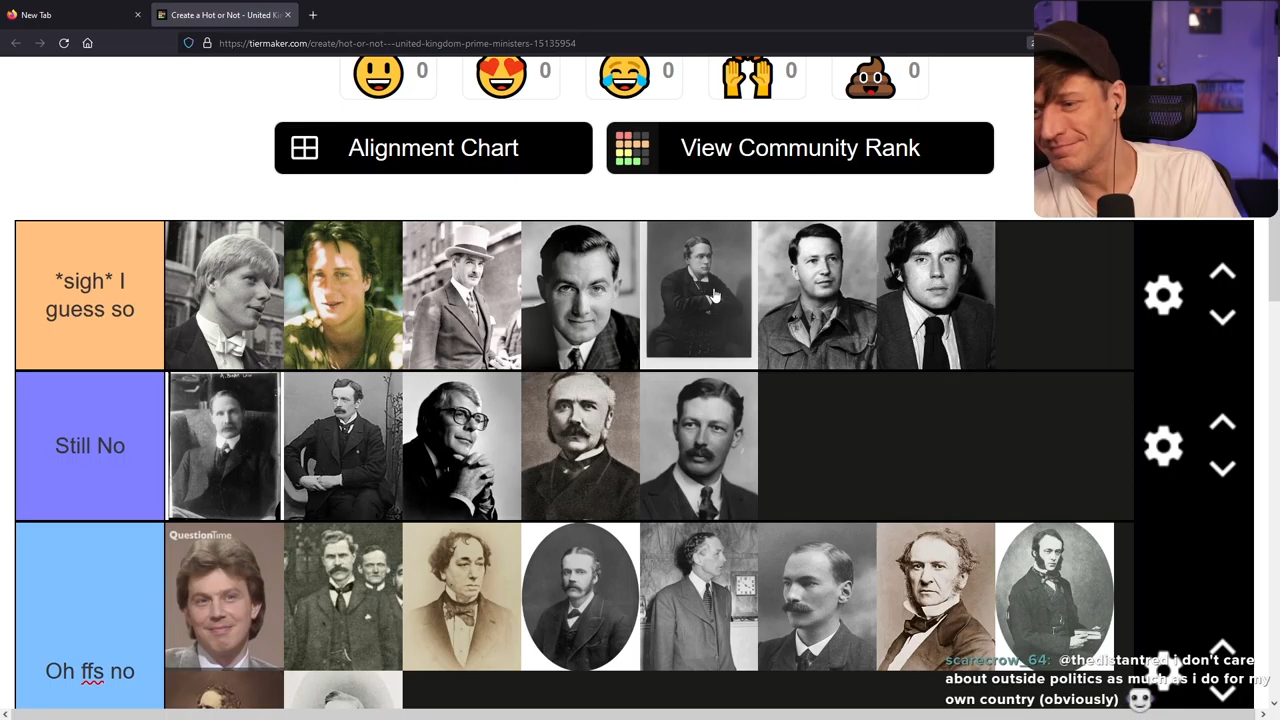 New Tab
Create a Hot or Not - United Ki
https://tiermaker.com/create/hot-or-not---united-kingdom-prime-ministers-15135954
0 0 0 0 0
Alignment Chart
View Community Rank
*sigh* I
guess so
Still No
QuestionTime
Oh ffs no
scarecrow_64: @thedistantred i don't care
about outside politics as much as i do for my
own country (obviously)